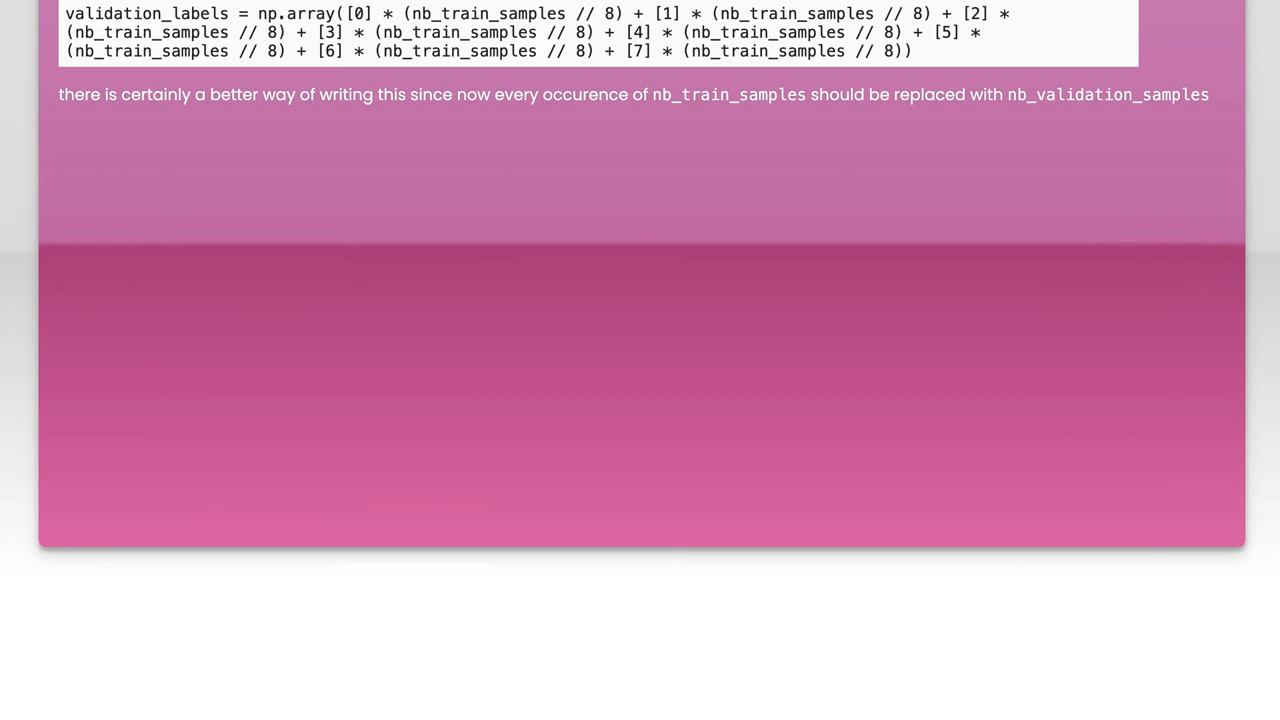 validation_labels = np.array([0] * (nb_train_samples // 8) + [1] * (nb_train_samples // 8) + [2] *
(nb_train_samples // 8) + [3] * (nb_train_samples // 8) + [4] * (nb_train_samples // 8) + [5] *
(nb_train_samples // 8) + [6] * (nb_train_samples // 8) + [7] * (nb_train_samples // 8))
there is certainly a better way of writing this since now every occurence of nb_train_samples should be replaced with nb_validation_samples